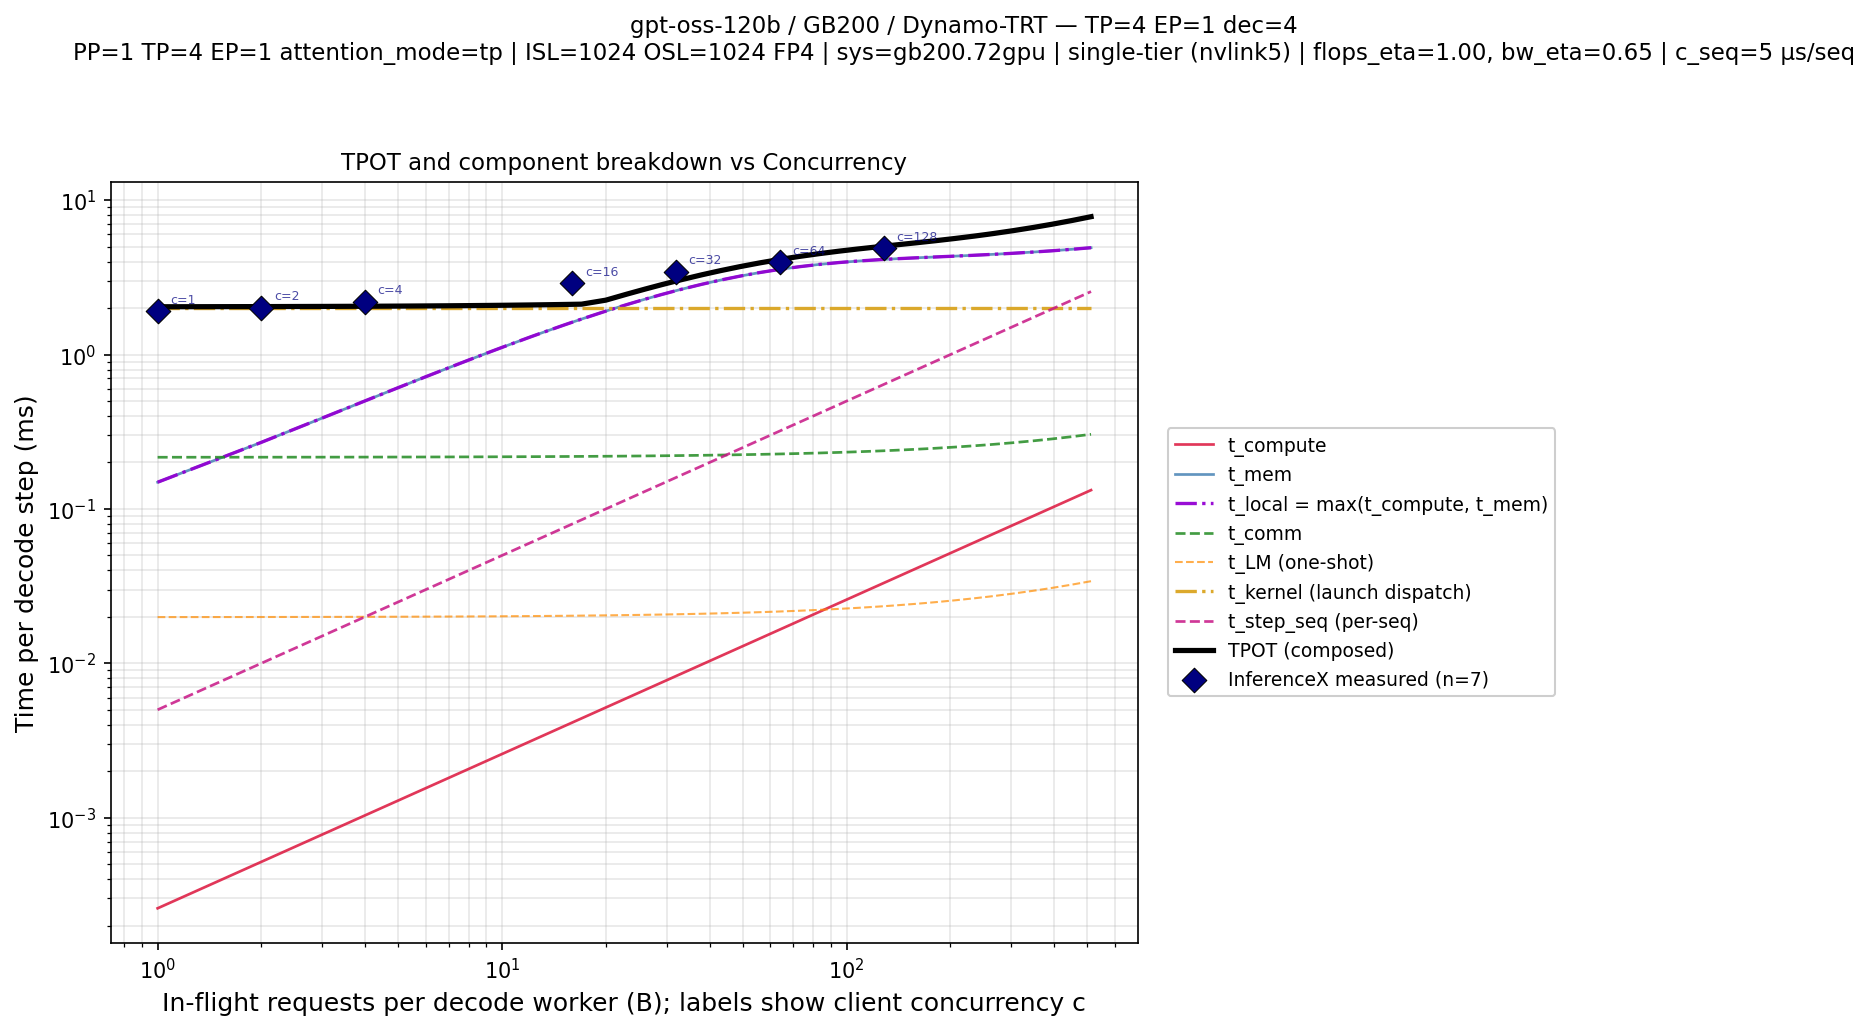 gpt-oss-120b / GB200 / Dynamo-TRT — TP=4 EP=1 dec=4
PP=1 TP=4 EP=1 attention_mode=tp | ISL=1024 OSL=1024 FP4 | sys=gb200.72gpu | single-tier (nvlink5) | flops_eta=1.00, bw_eta=0.65 | c_seq=5 µs/seq
TPOT and component breakdown vs Concurrency
Time per decode step (ms)
10¹
10⁰
10⁻¹
10⁻²
10⁻³
c=1
c=2
c=4
c=16
c=32
c=64
c=128
10⁰
10¹
10²
In-flight requests per decode worker (B); labels show client concurrency c
t_compute
t_mem
t_local = max(t_compute, t_mem)
t_comm
t_LM (one-shot)
t_kernel (launch dispatch)
t_step_seq (per-seq)
TPOT (composed)
InferenceX measured (n=7)